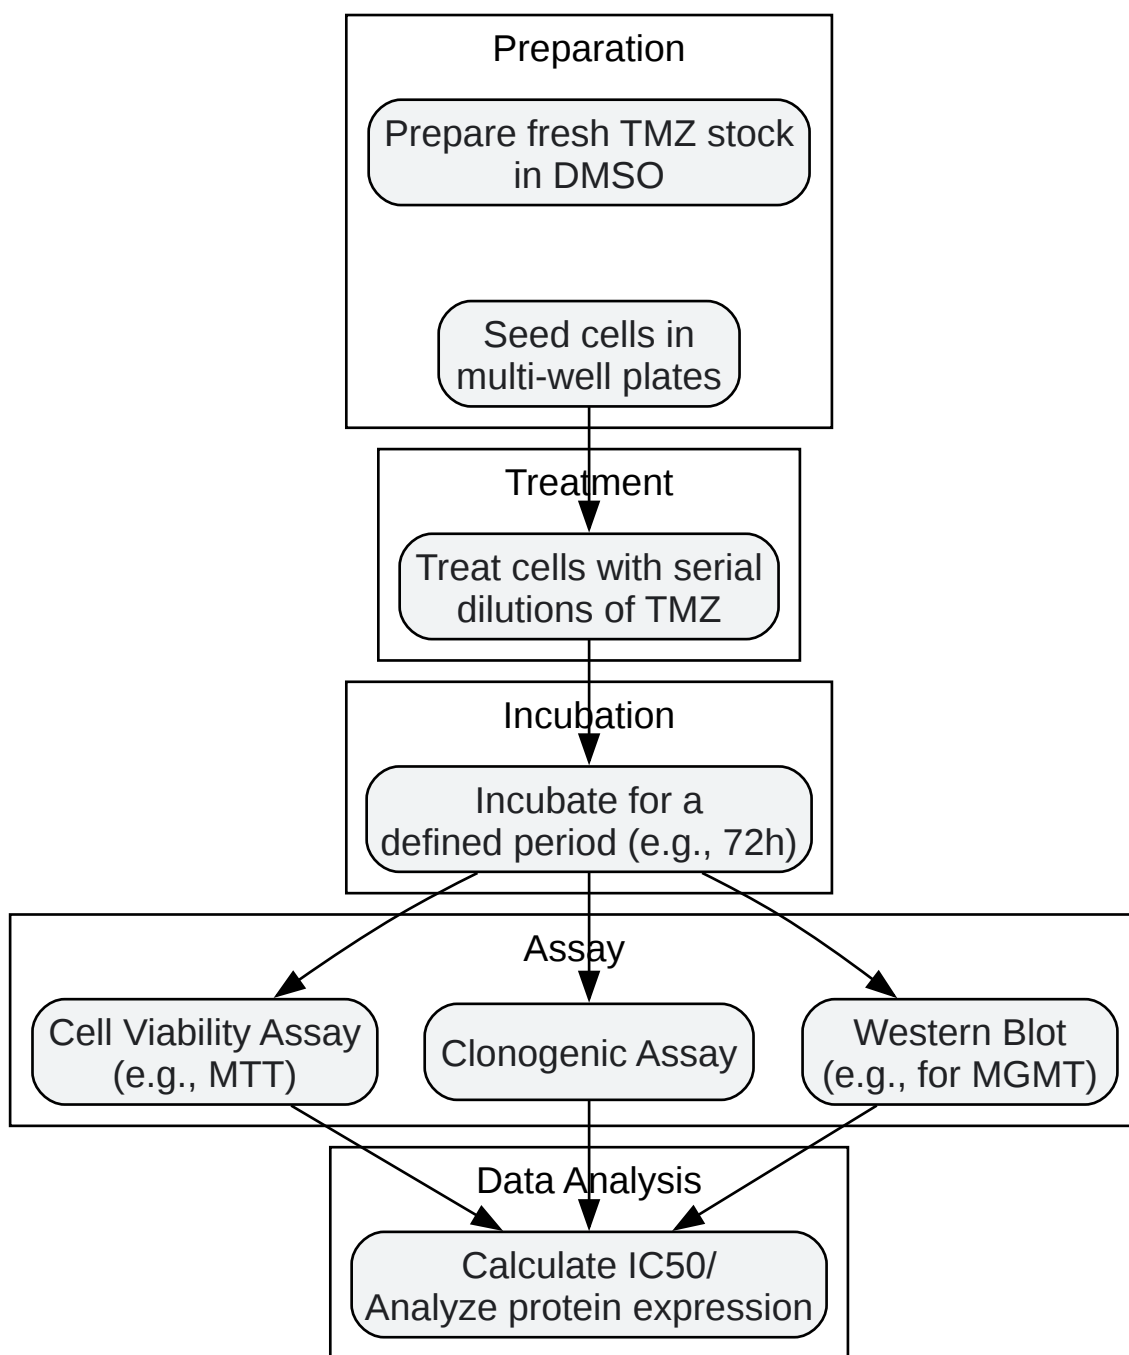 Preparation
Prepare fresh TMZ stock
in DMSO
Seed cells in
multi-well plates
Treatment
Treat cells with serial
dilutions of TMZ
Incubation
Incubate for a
defined period (e.g., 72h)
Assay
Cell Viability Assay
(e.g., MTT)
Clonogenic Assay
Western Blot
(e.g., for MGMT)
Data Analysis
Calculate IC50/
Analyze protein expression